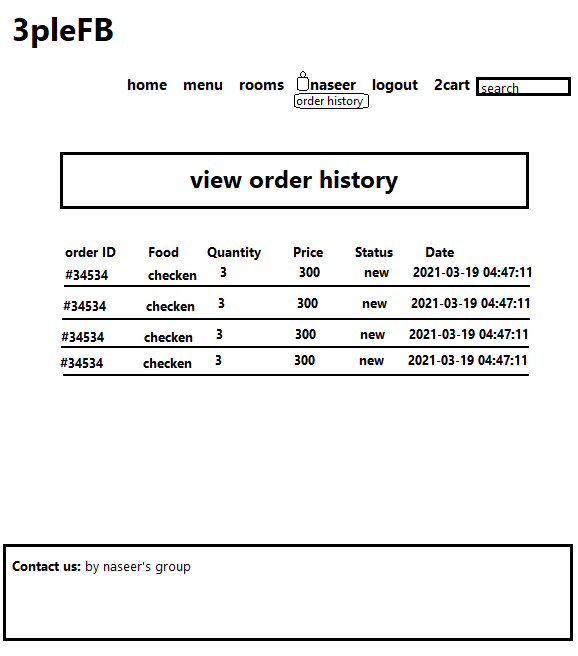 3pleFB
home menu rooms naseer logout 2cart search
order history
view order history
order ID Food Quantity Price Status Date
#34534 checken 3 300 new 2021-03-19 04:47:11
#34534 checken 3 300 new 2021-03-19 04:47:11
#34534 checken 3 300 new 2021-03-19 04:47:11
#34534 checken 3 300 new 2021-03-19 04:47:11
Contact us: by naseer's group